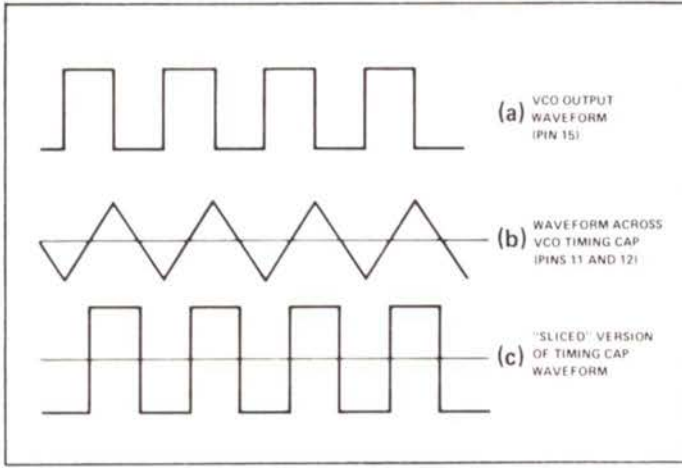 (a) VCO OUTPUT
WAVEFORM
(PIN 15)
(b) WAVEFORM ACROSS
VCO TIMING CAP
(PINS 11 AND 12)
(c) "SLICED" VERSION
OF TIMING CAP
WAVEFORM